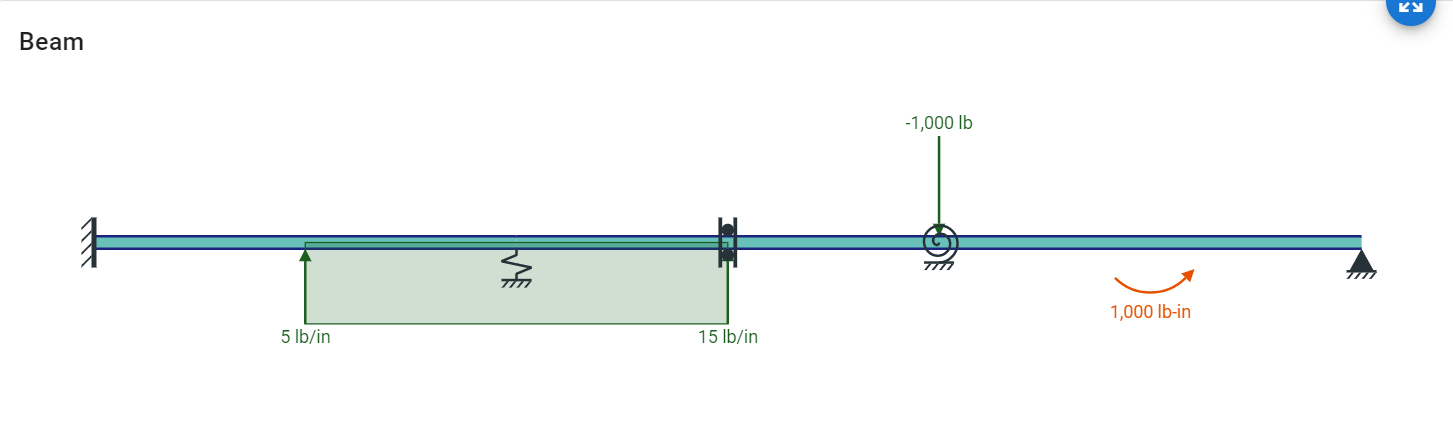 Beam
-1,000 lb
5 lb/in
15 lb/in
1,000 lb-in